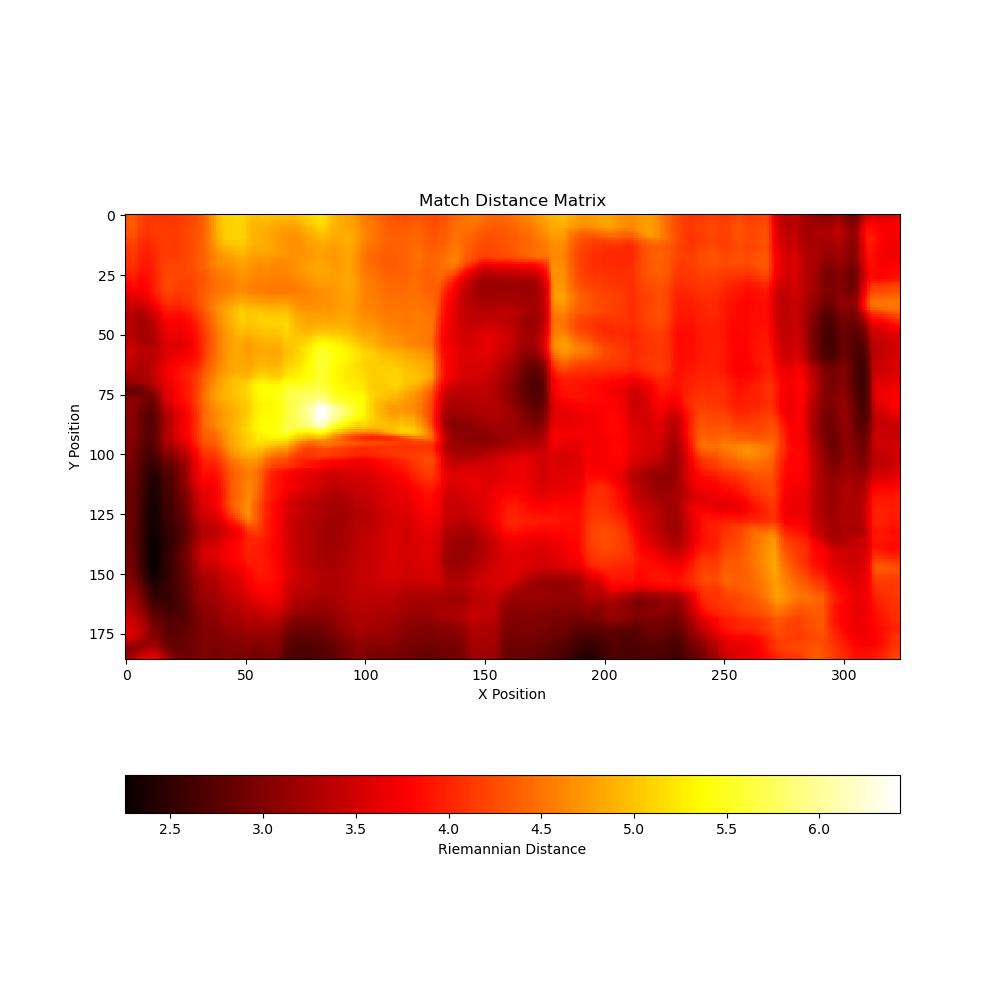 Match Distance Matrix
0
25
50
75
100
125
150
175
Y Position
0 50 100 150 200 250 300
X Position
2.5 3.0 3.5 4.0 4.5 5.0 5.5 6.0
Riemannian Distance